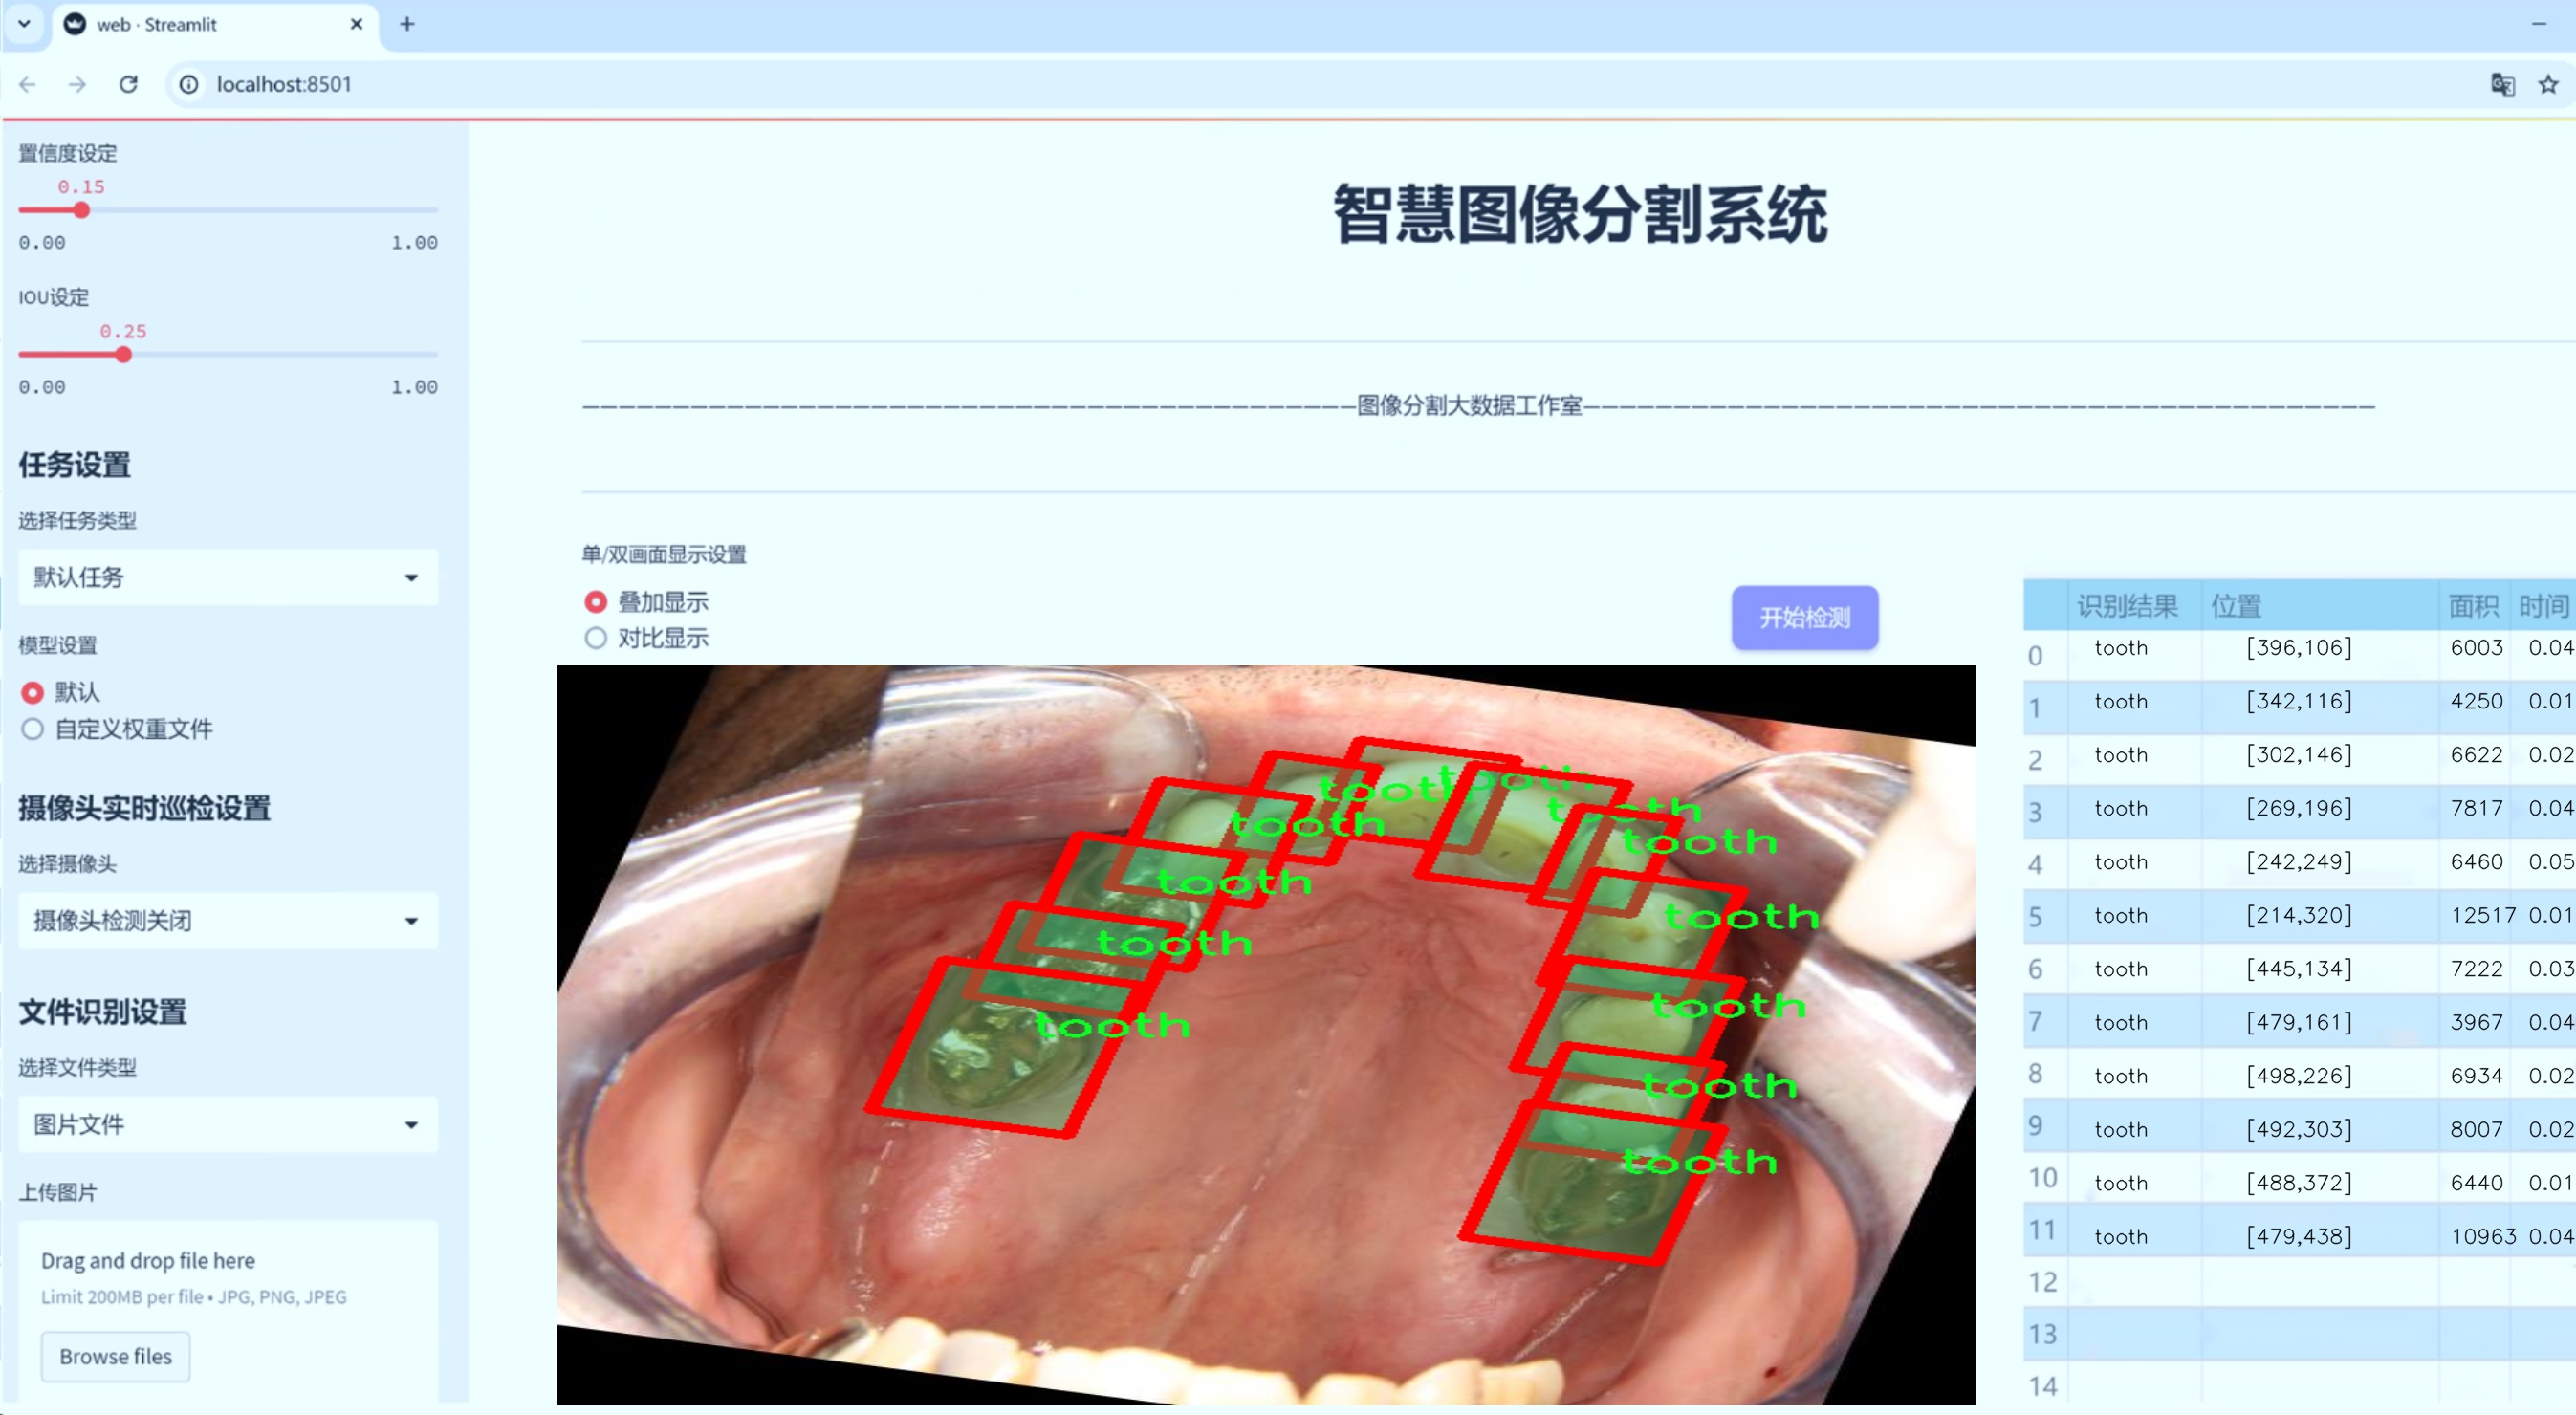 web · Streamlit
localhost:8501
置信度设定
0.15
0.00 1.00
IOU设定
0.25
0.00 1.00
任务设置
选择任务类型
默认任务
模型设置
默认
自定义权重文件
摄像头实时巡检设置
选择摄像头
摄像头检测关闭
文件识别设置
选择文件类型
图片文件
上传图片
Drag and drop file here
Limit 200MB per file • JPG, PNG, JPEG
Browse files
智慧图像分割系统
———————————————————————————————————————————图像分割大数据工作室————————————————————————————————————————————
单/双画面显示设置
叠加显示
对比显示
开始检测
tooth
tooth
tooth
tooth
tooth
tooth
tooth
tooth
tooth
tooth
tooth
tooth
识别结果 位置 面积 时间
0 tooth [396,106] 6003 0.04
1 tooth [342,116] 4250 0.01
2 tooth [302,146] 6622 0.02
3 tooth [269,196] 7817 0.04
4 tooth [242,249] 6460 0.05
5 tooth [214,320] 12517 0.01
6 tooth [445,134] 7222 0.03
7 tooth [479,161] 3967 0.04
8 tooth [498,226] 6934 0.02
9 tooth [492,303] 8007 0.02
10 tooth [488,372] 6440 0.01
11 tooth [479,438] 10963 0.04
12
13
14